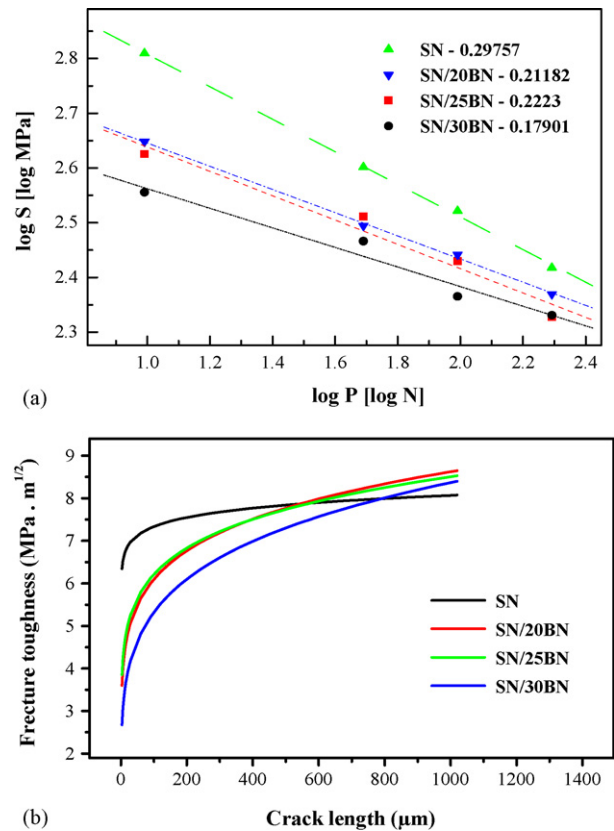 2.8
2.7
2.6
2.5
2.4
2.3
log S [log MPa]
SN - 0.29757
SN/20BN - 0.21182
SN/25BN - 0.2223
SN/30BN - 0.17901
1.0 1.2 1.4 1.6 1.8 2.0 2.2 2.4
log P [log N]
(a)
9
8
7
6
5
4
3
2
Frecture toughness (MPa . m1/2)
SN
SN/20BN
SN/25BN
SN/30BN
0 200 400 600 800 1000 1200 1400
Crack length (μm)
(b)